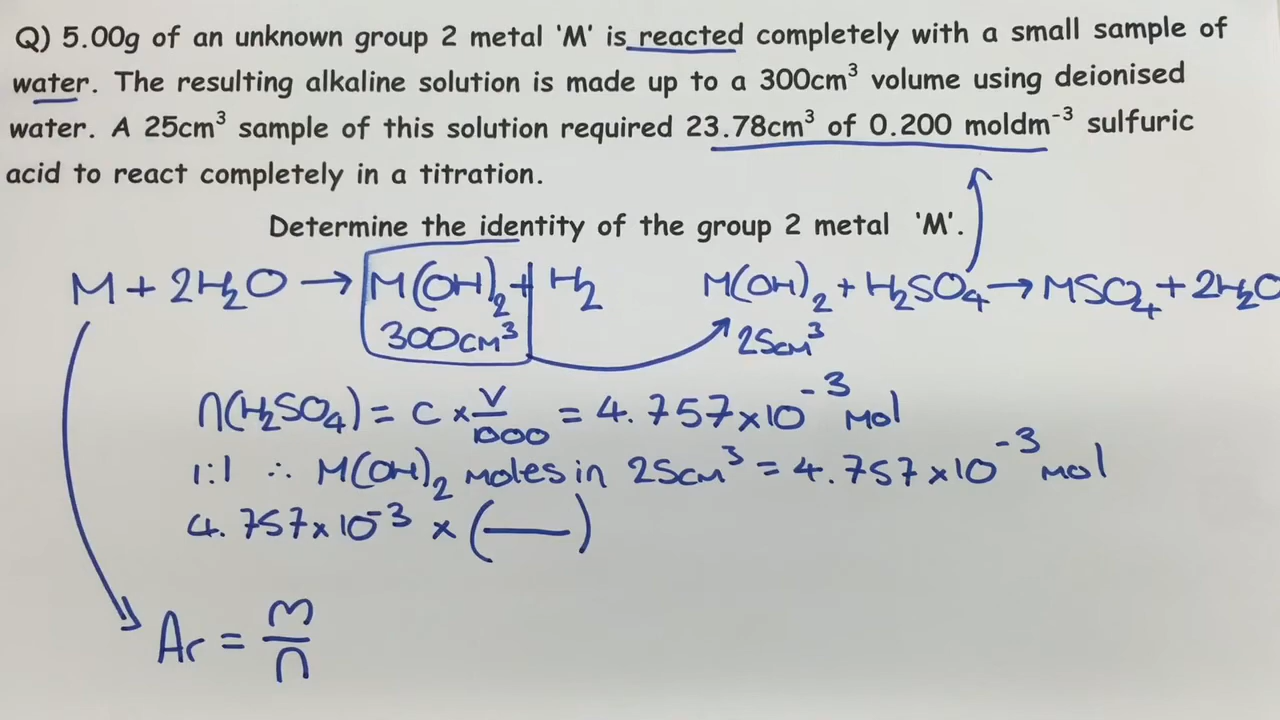 Q) 5.00g of an unknown group 2 metal 'M' is reacted completely with a small sample of
water. The resulting alkaline solution is made up to a 300cm³ volume using deionised
water. A 25cm³ sample of this solution required 23.78cm³ of 0.200 moldm⁻³ sulfuric
acid to react completely in a titration.
Determine the identity of the group 2 metal 'M'.
M + 2H₂O → M(OH)₂ + H₂
300cm³
M(OH)₂ + H₂SO₄ → MSO₄ + 2H₂O
25cm³
n(H₂SO₄) = c × V/1000 = 4.757×10⁻³ mol
1:1 ∴ M(OH)₂ moles in 25cm³ = 4.757×10⁻³ mol
4.757×10⁻³ × (—)
Ar = m/n